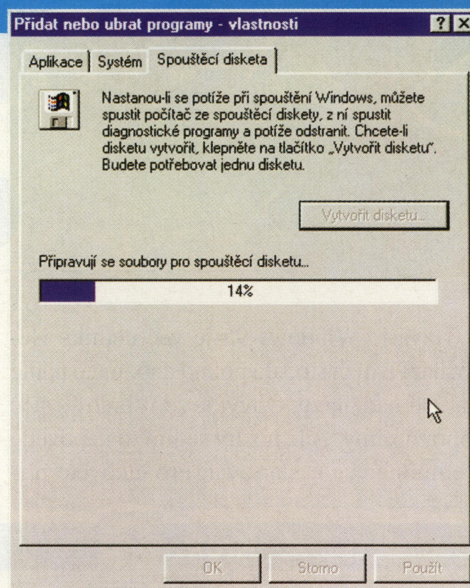 Přidat nebo ubrat programy - vlastnosti
Aplikace Systém Spouštěcí disketa
Nastanou-li se potíže při spouštění Windows, můžete
spustit počítač ze spouštěcí diskety, z ní spustit
diagnostické programy a potíže odstranit. Chcete-li
disketu vytvořit, klepněte na tlačítko „Vytvořit disketu“.
Budete potřebovat jednu disketu.
Vytvořit disketu...
Připravují se soubory pro spouštěcí disketu...
14%
OK Storno Použít